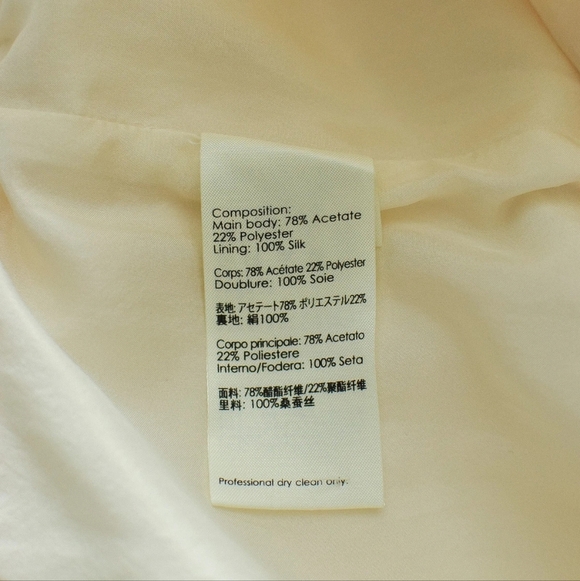 Composition:
Main body: 78% Acetate
22% Polyester
Lining: 100% Silk
Corps: 78% Acétate 22% Polyester
Doublure: 100% Soie
表地: アセテート78% ポリエステル22%
裏地: 絹100%
Corpo principale: 78% Acetato
22% Poliestere
Interno/Fodera: 100% Seta
面料: 78%醋酯纤维/22%聚酯纤维
里料: 100%桑蚕丝
Professional dry clean only.